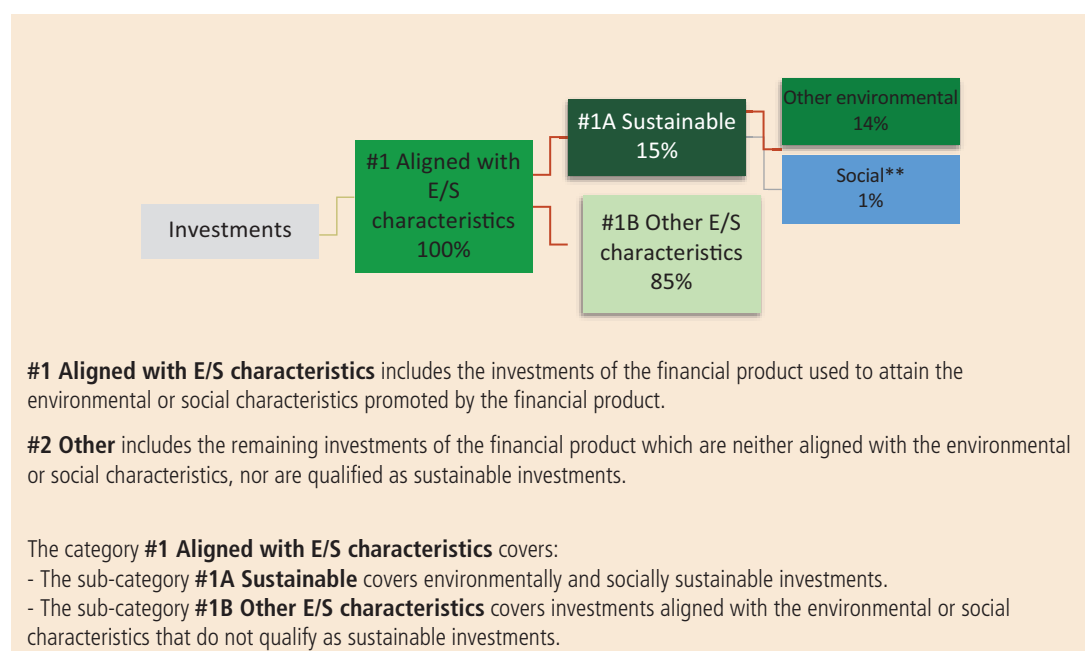 Investments
#1 Aligned with
E/S
characteristics
100%
#1A Sustainable
15%
Other environmental
14%
Social**
1%
#1B Other E/S
characteristics
85%
#1 Aligned with E/S characteristics includes the investments of the financial product used to attain the
environmental or social characteristics promoted by the financial product.
#2 Other includes the remaining investments of the financial product which are neither aligned with the environmental
or social characteristics, nor are qualified as sustainable investments.
The category #1 Aligned with E/S characteristics covers:
- The sub-category #1A Sustainable covers environmentally and socially sustainable investments.
- The sub-category #1B Other E/S characteristics covers investments aligned with the environmental or social
characteristics that do not qualify as sustainable investments.